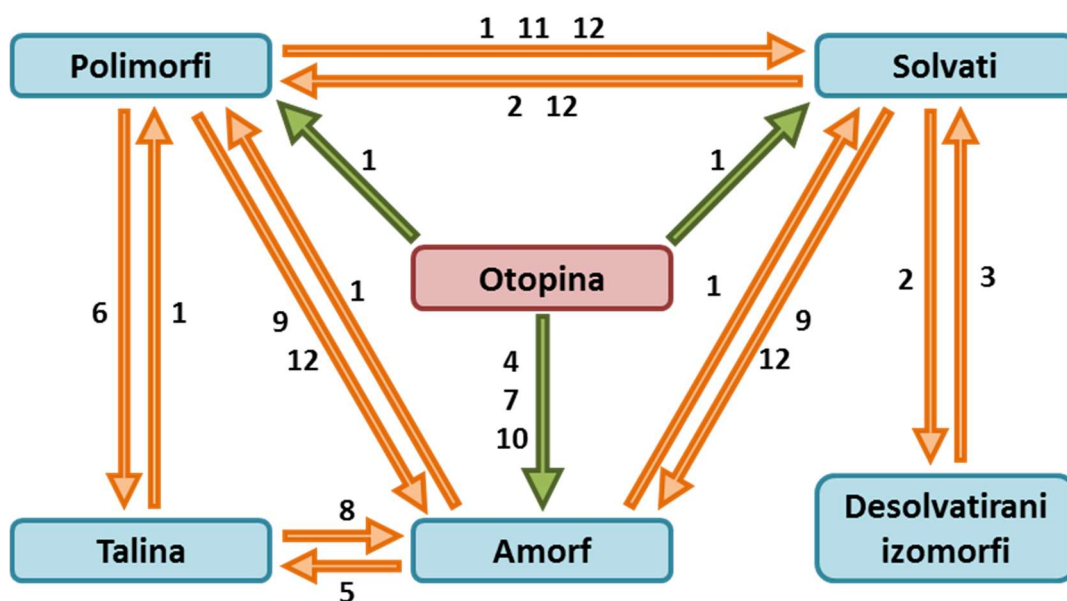 1 11 12
Polimorfi
Solvati
2 12
1
1
Otopina
6
1
9
12
1
4
7
10
1
9
12
2
3
8
Talina
Amorf
Desolvatirani
izomorfi
5